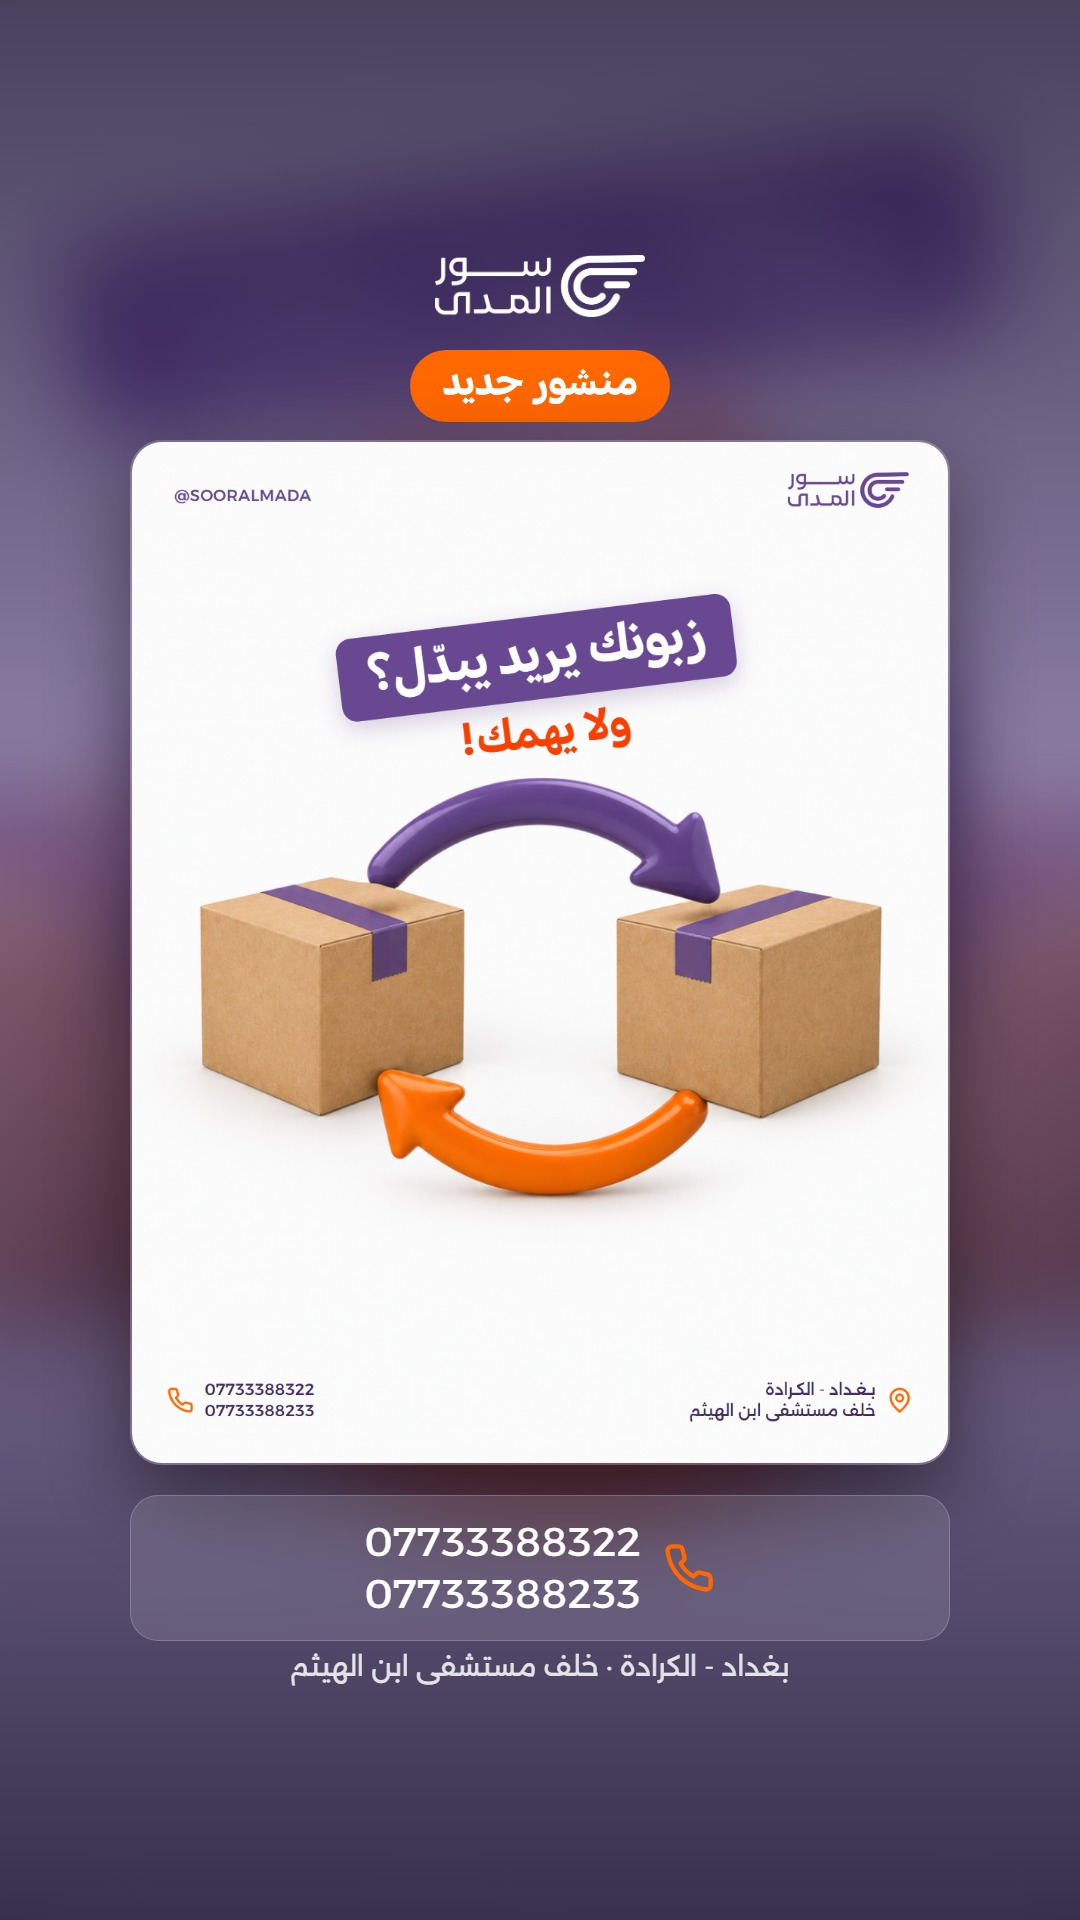 سور
المدى
منشور جديد
@SOORALMADA
سور
المدى
زبونك يريد يبدّل؟
ولا يهمك!
07733388322
07733388233
بغداد - الكرادة
خلف مستشفى ابن الهيثم
07733388322
07733388233
بغداد - الكرادة · خلف مستشفى ابن الهيثم